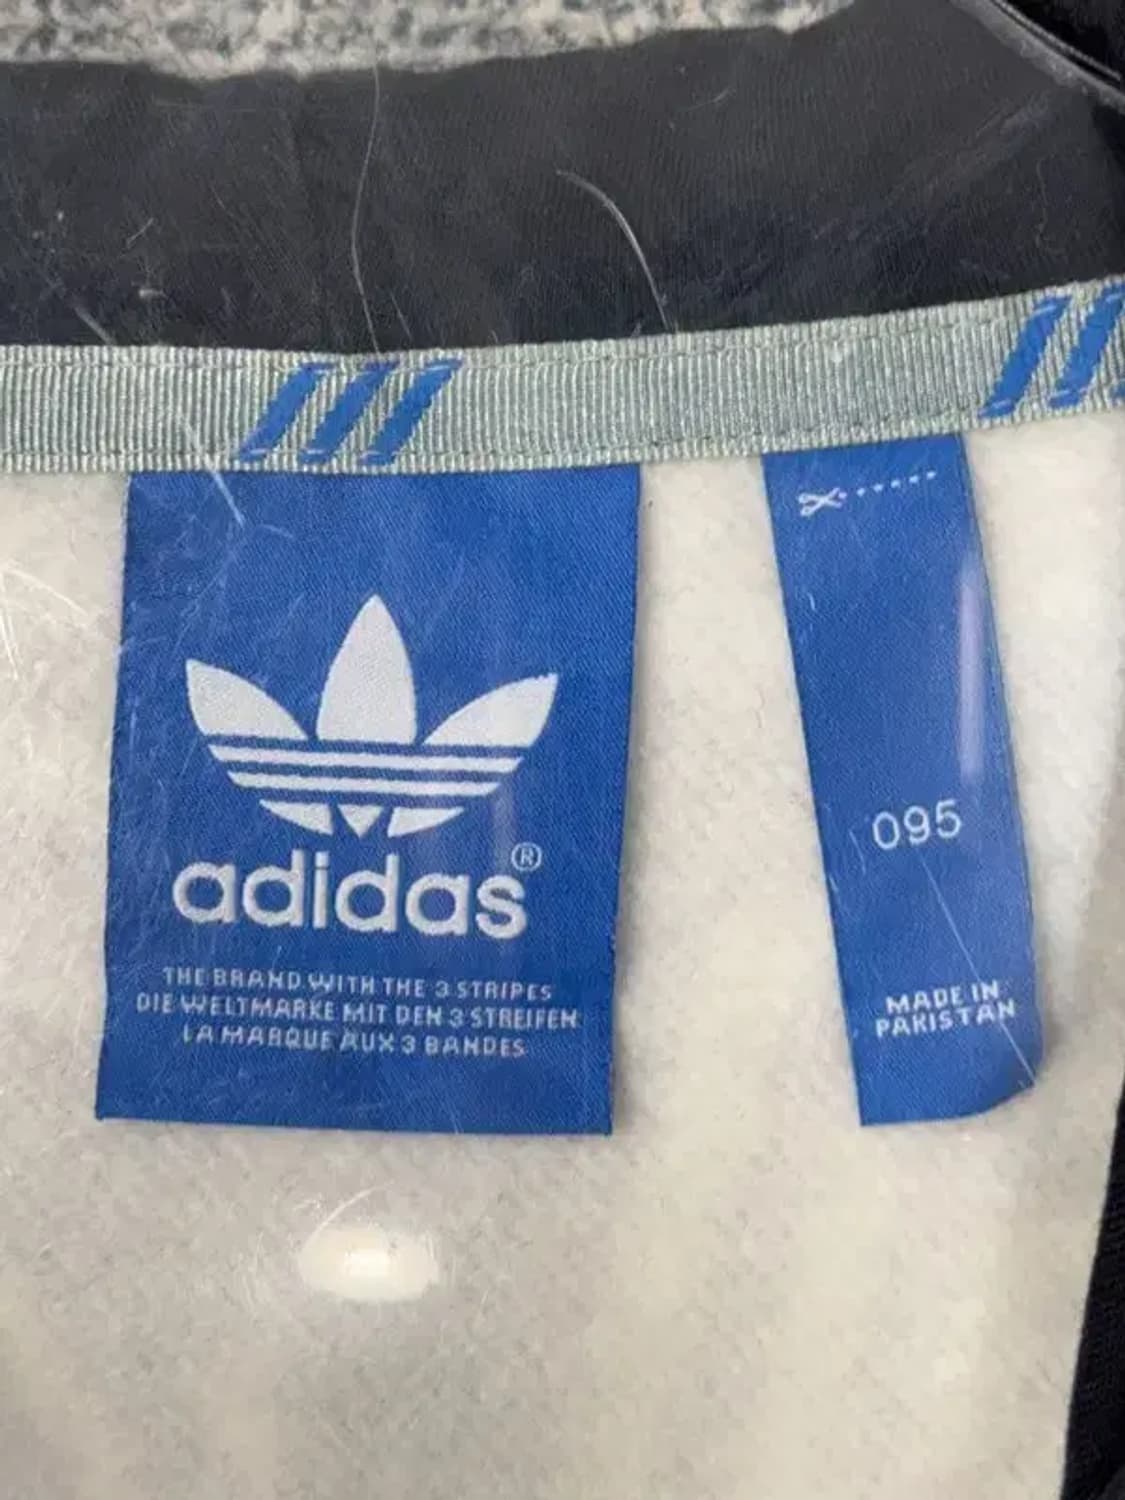 adidas®
THE BRAND WITH THE 3 STRIPES
DIE WELTMARKE MIT DEN 3 STREIFEN
LA MARQUE AUX 3 BANDES
095
MADE IN
PAKISTAN